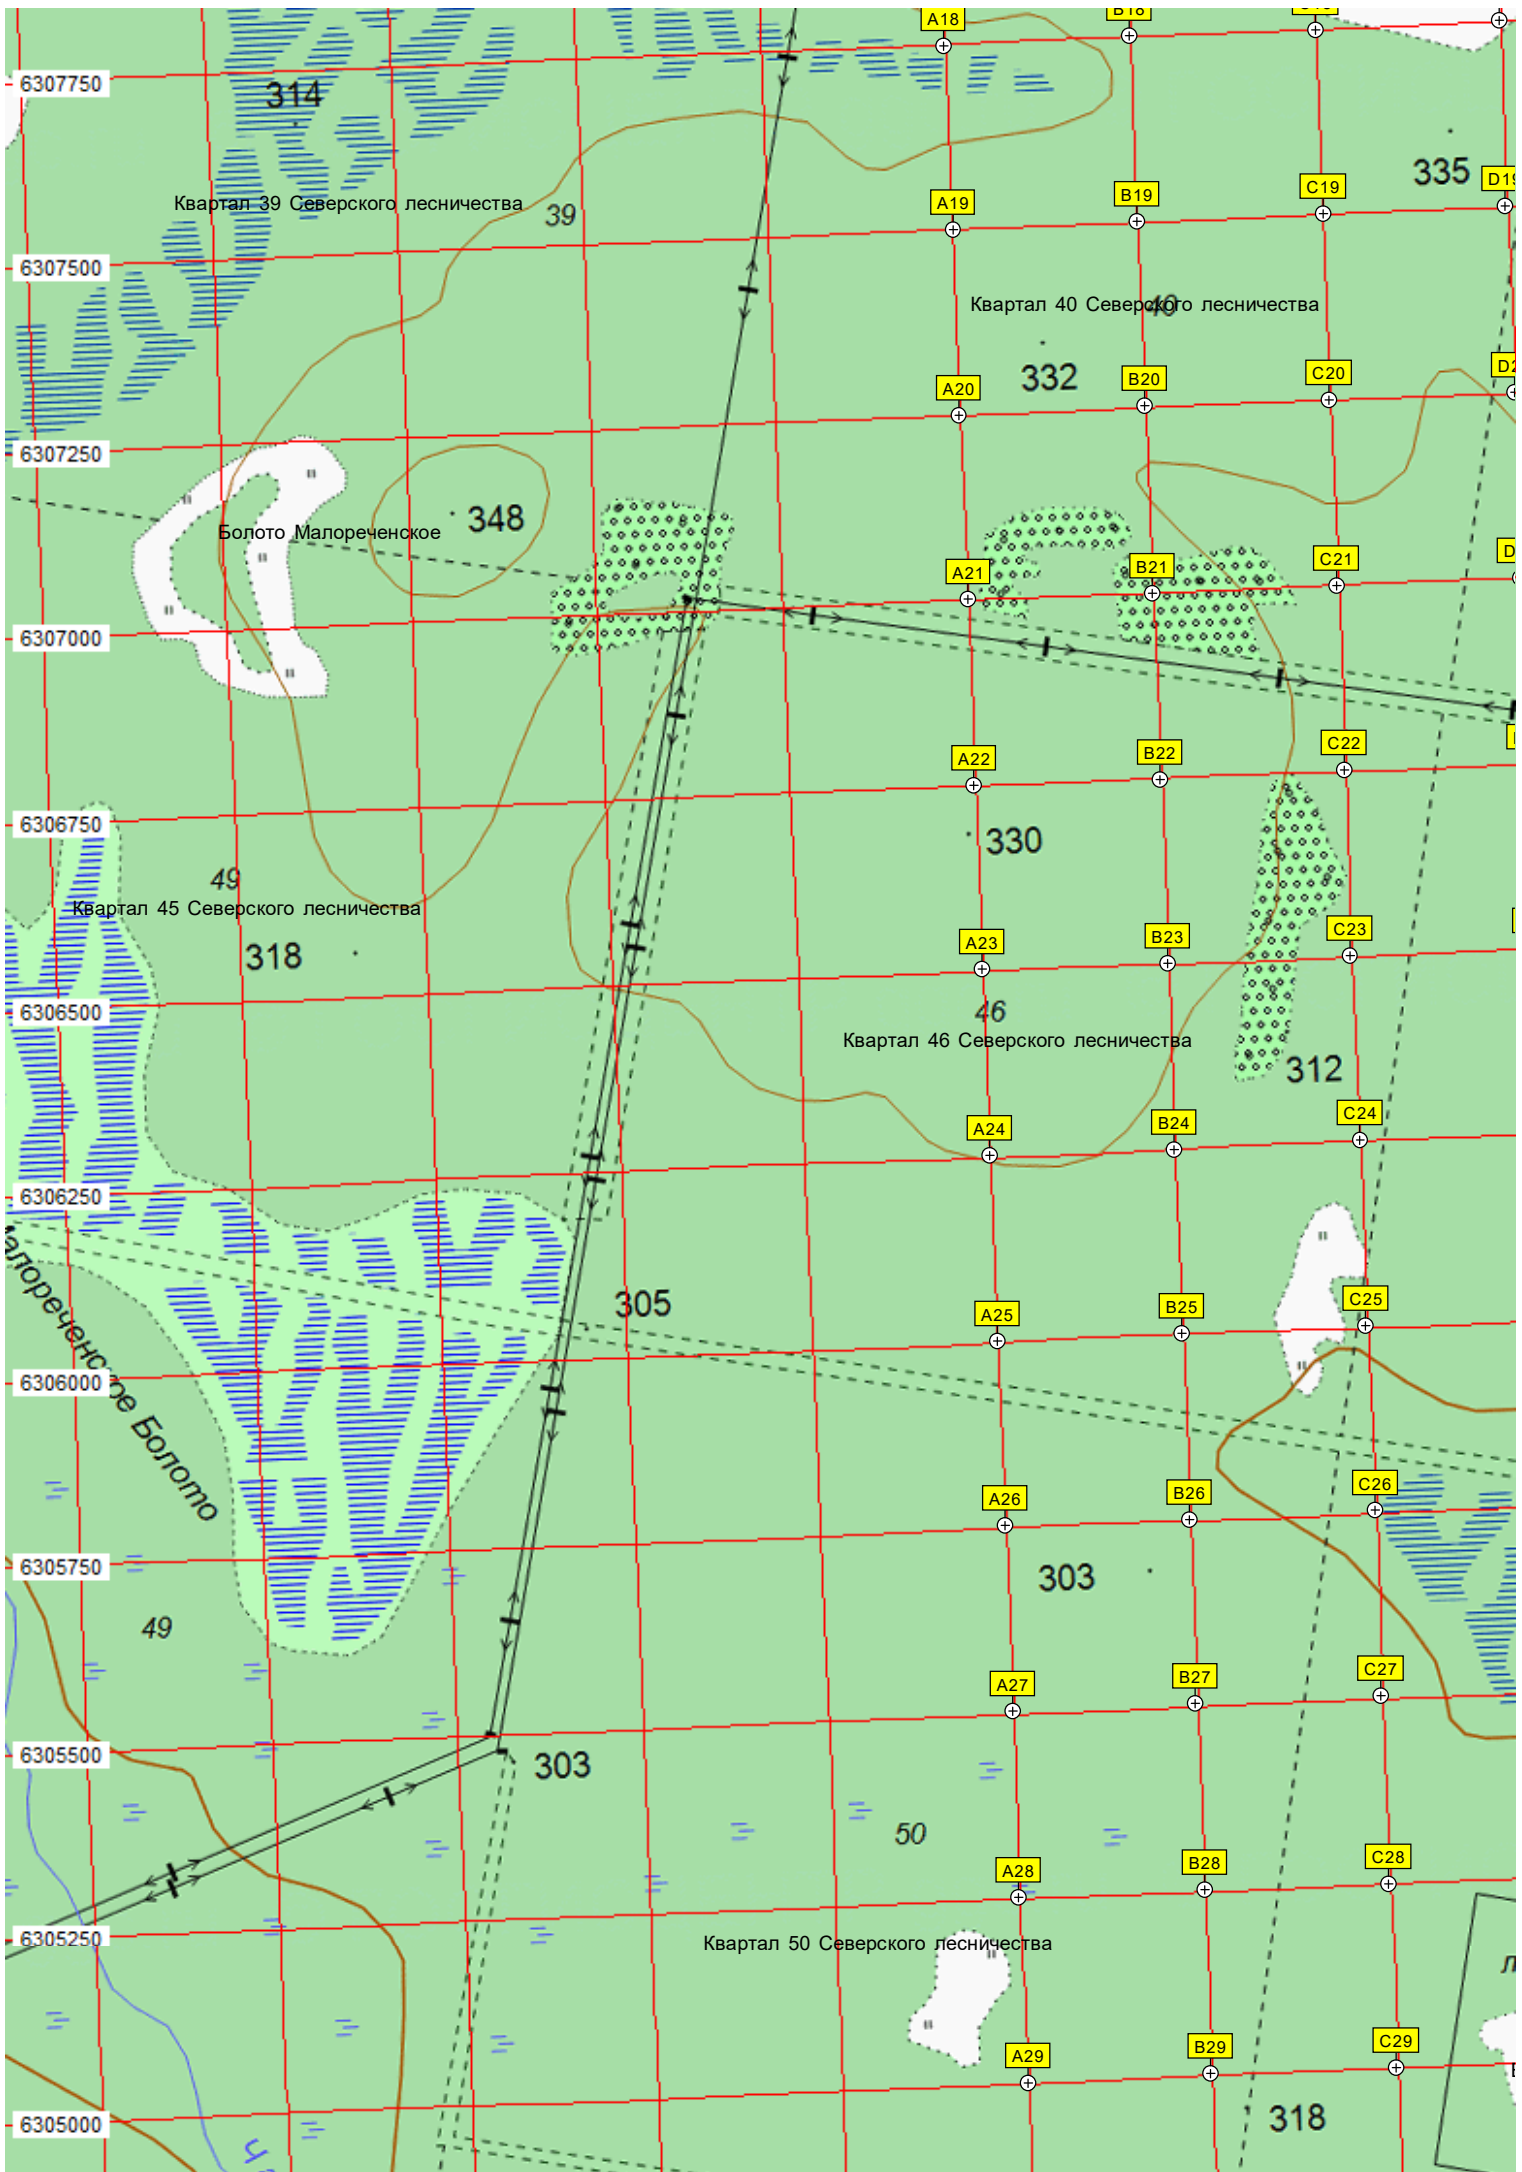 A18
B18
6307750
314
335
A19
B19
C19
D19
Квартал 39 Северского лесничества
39
6307500
Квартал 40 Северского лесничества
40
332
A20
B20
C20
6307250
348
Болото Малореченское
A21
B21
C21
6307000
A22
B22
C22
6306750
330
49
Квартал 45 Северского лесничества
318
A23
B23
C23
6306500
46
Квартал 46 Северского лесничества
312
A24
B24
C24
6306250
Малореченское Болото
305
A25
B25
C25
6306000
A26
B26
C26
6305750
303
49
A27
B27
C27
6305500
303
50
A28
B28
C28
6305250
Квартал 50 Северского лесничества
A29
B29
C29
6305000
318